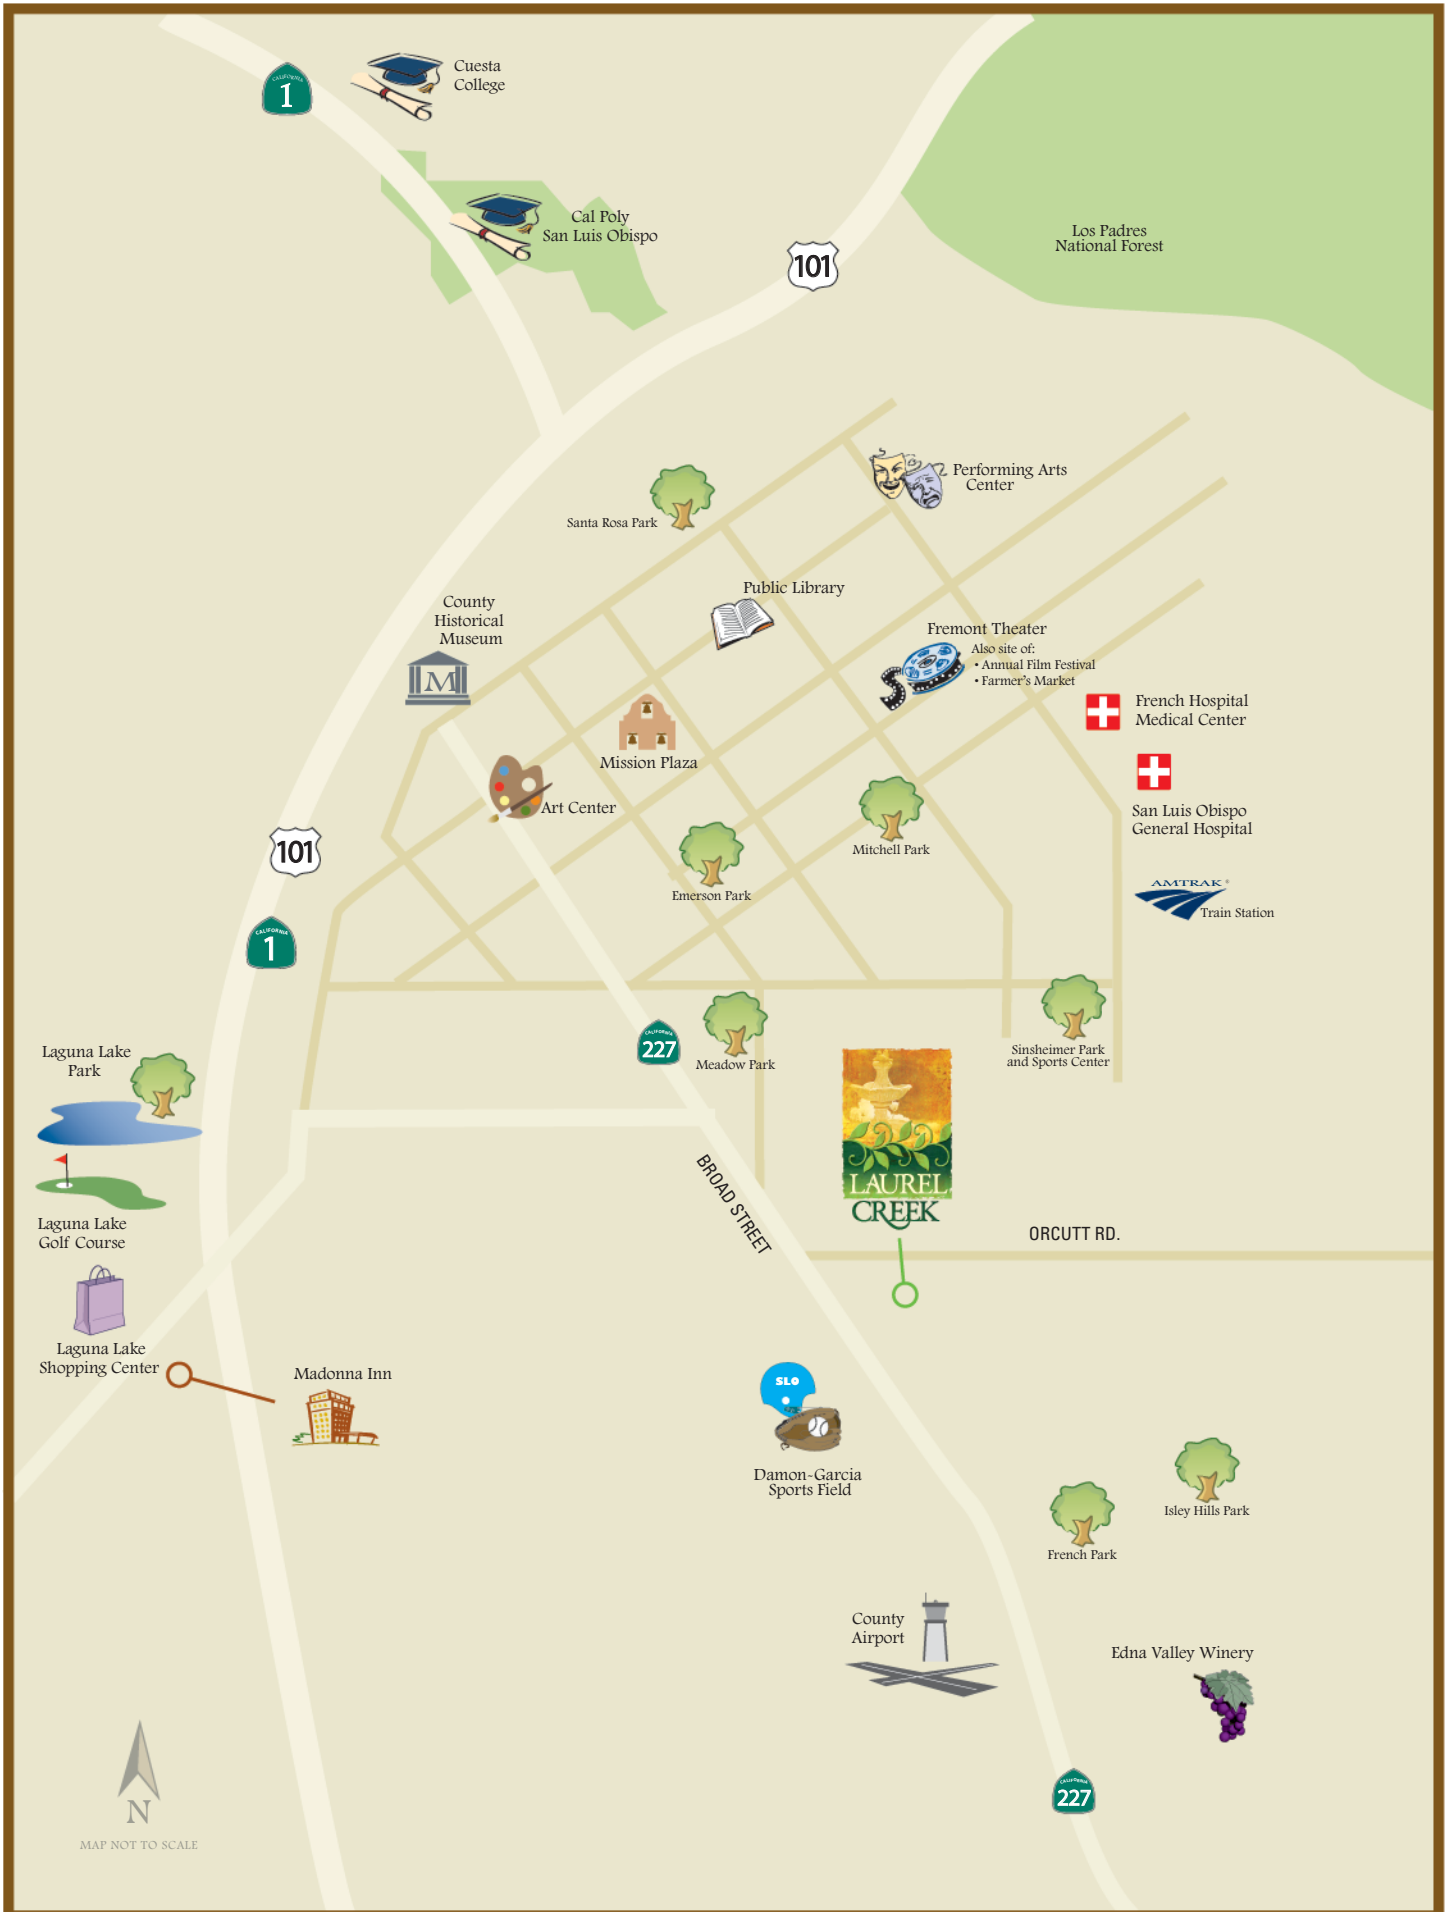 CALIFORNIA
1
Cuesta
College
Cal Poly
San Luis Obispo
101
Los Padres
National Forest
Performing Arts
Center
Santa Rosa Park
Public Library
County
Historical
Museum
M
Fremont Theater
Also site of:
• Annual Film Festival
• Farmer's Market
French Hospital
Medical Center
Mission Plaza
Art Center
San Luis Obispo
General Hospital
101
Mitchell Park
Emerson Park
AMTRAK®
Train Station
CALIFORNIA
1
CALIFORNIA
227
Meadow Park
Sinsheimer Park
and Sports Center
Laguna Lake
Park
LAUREL
CREEK
BROAD STREET
ORCUTT RD.
Laguna Lake
Golf Course
Laguna Lake
Shopping Center
Madonna Inn
SLO
Damon-Garcia
Sports Field
Isley Hills Park
French Park
County
Airport
Edna Valley Winery
CALIFORNIA
227
N
MAP NOT TO SCALE